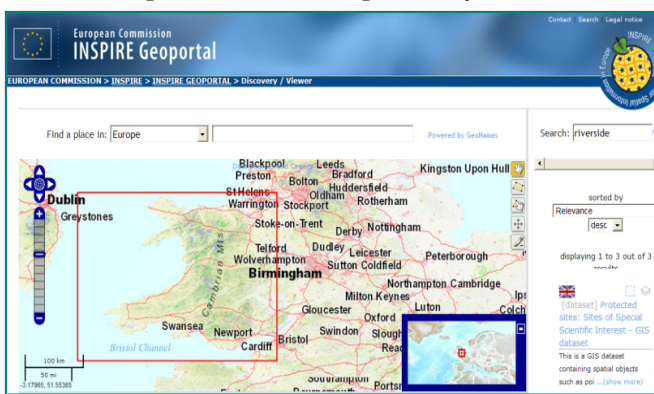 European Commission
INSPIRE Geoportal
Contact | Search | Legal notice
INSPIRE
EUROPEAN COMMISSION > INSPIRE > INSPIRE GEOPORTAL > Discovery / Viewer
Find a place in: Europe
Powered by GeoNames
Search: riverside
Blackpool
Leeds
Preston
Bradford
Kingston Upon Hull
Bolton
Huddersfield
St Helens
Oldham
Dublin
Warrington
Stockport
Rotherham
Greystones
Stoke-on-Trent
Derby
Nottingham
Telford
Dudley
Leicester
Wolverhampton
Sutton Coldfield
Peterborough
Birmingham
Cambrian Mts
Northampton
Cambridge
Milton Keynes
Gloucester
Luton
Oxford
Swansea
Newport
Swindon
Slough
Bristol Channel
Cardiff
Bristol
100 km
50 mi
-3.17965, 51.55365
sorted by
Relevance
desc
displaying 1 to 3 out of 3
results
[dataset] Protected
sites: Sites of Special
Scientific Interest - GIS
dataset
This is a GIS dataset
containing spatial objects
such as poi ...(show more)